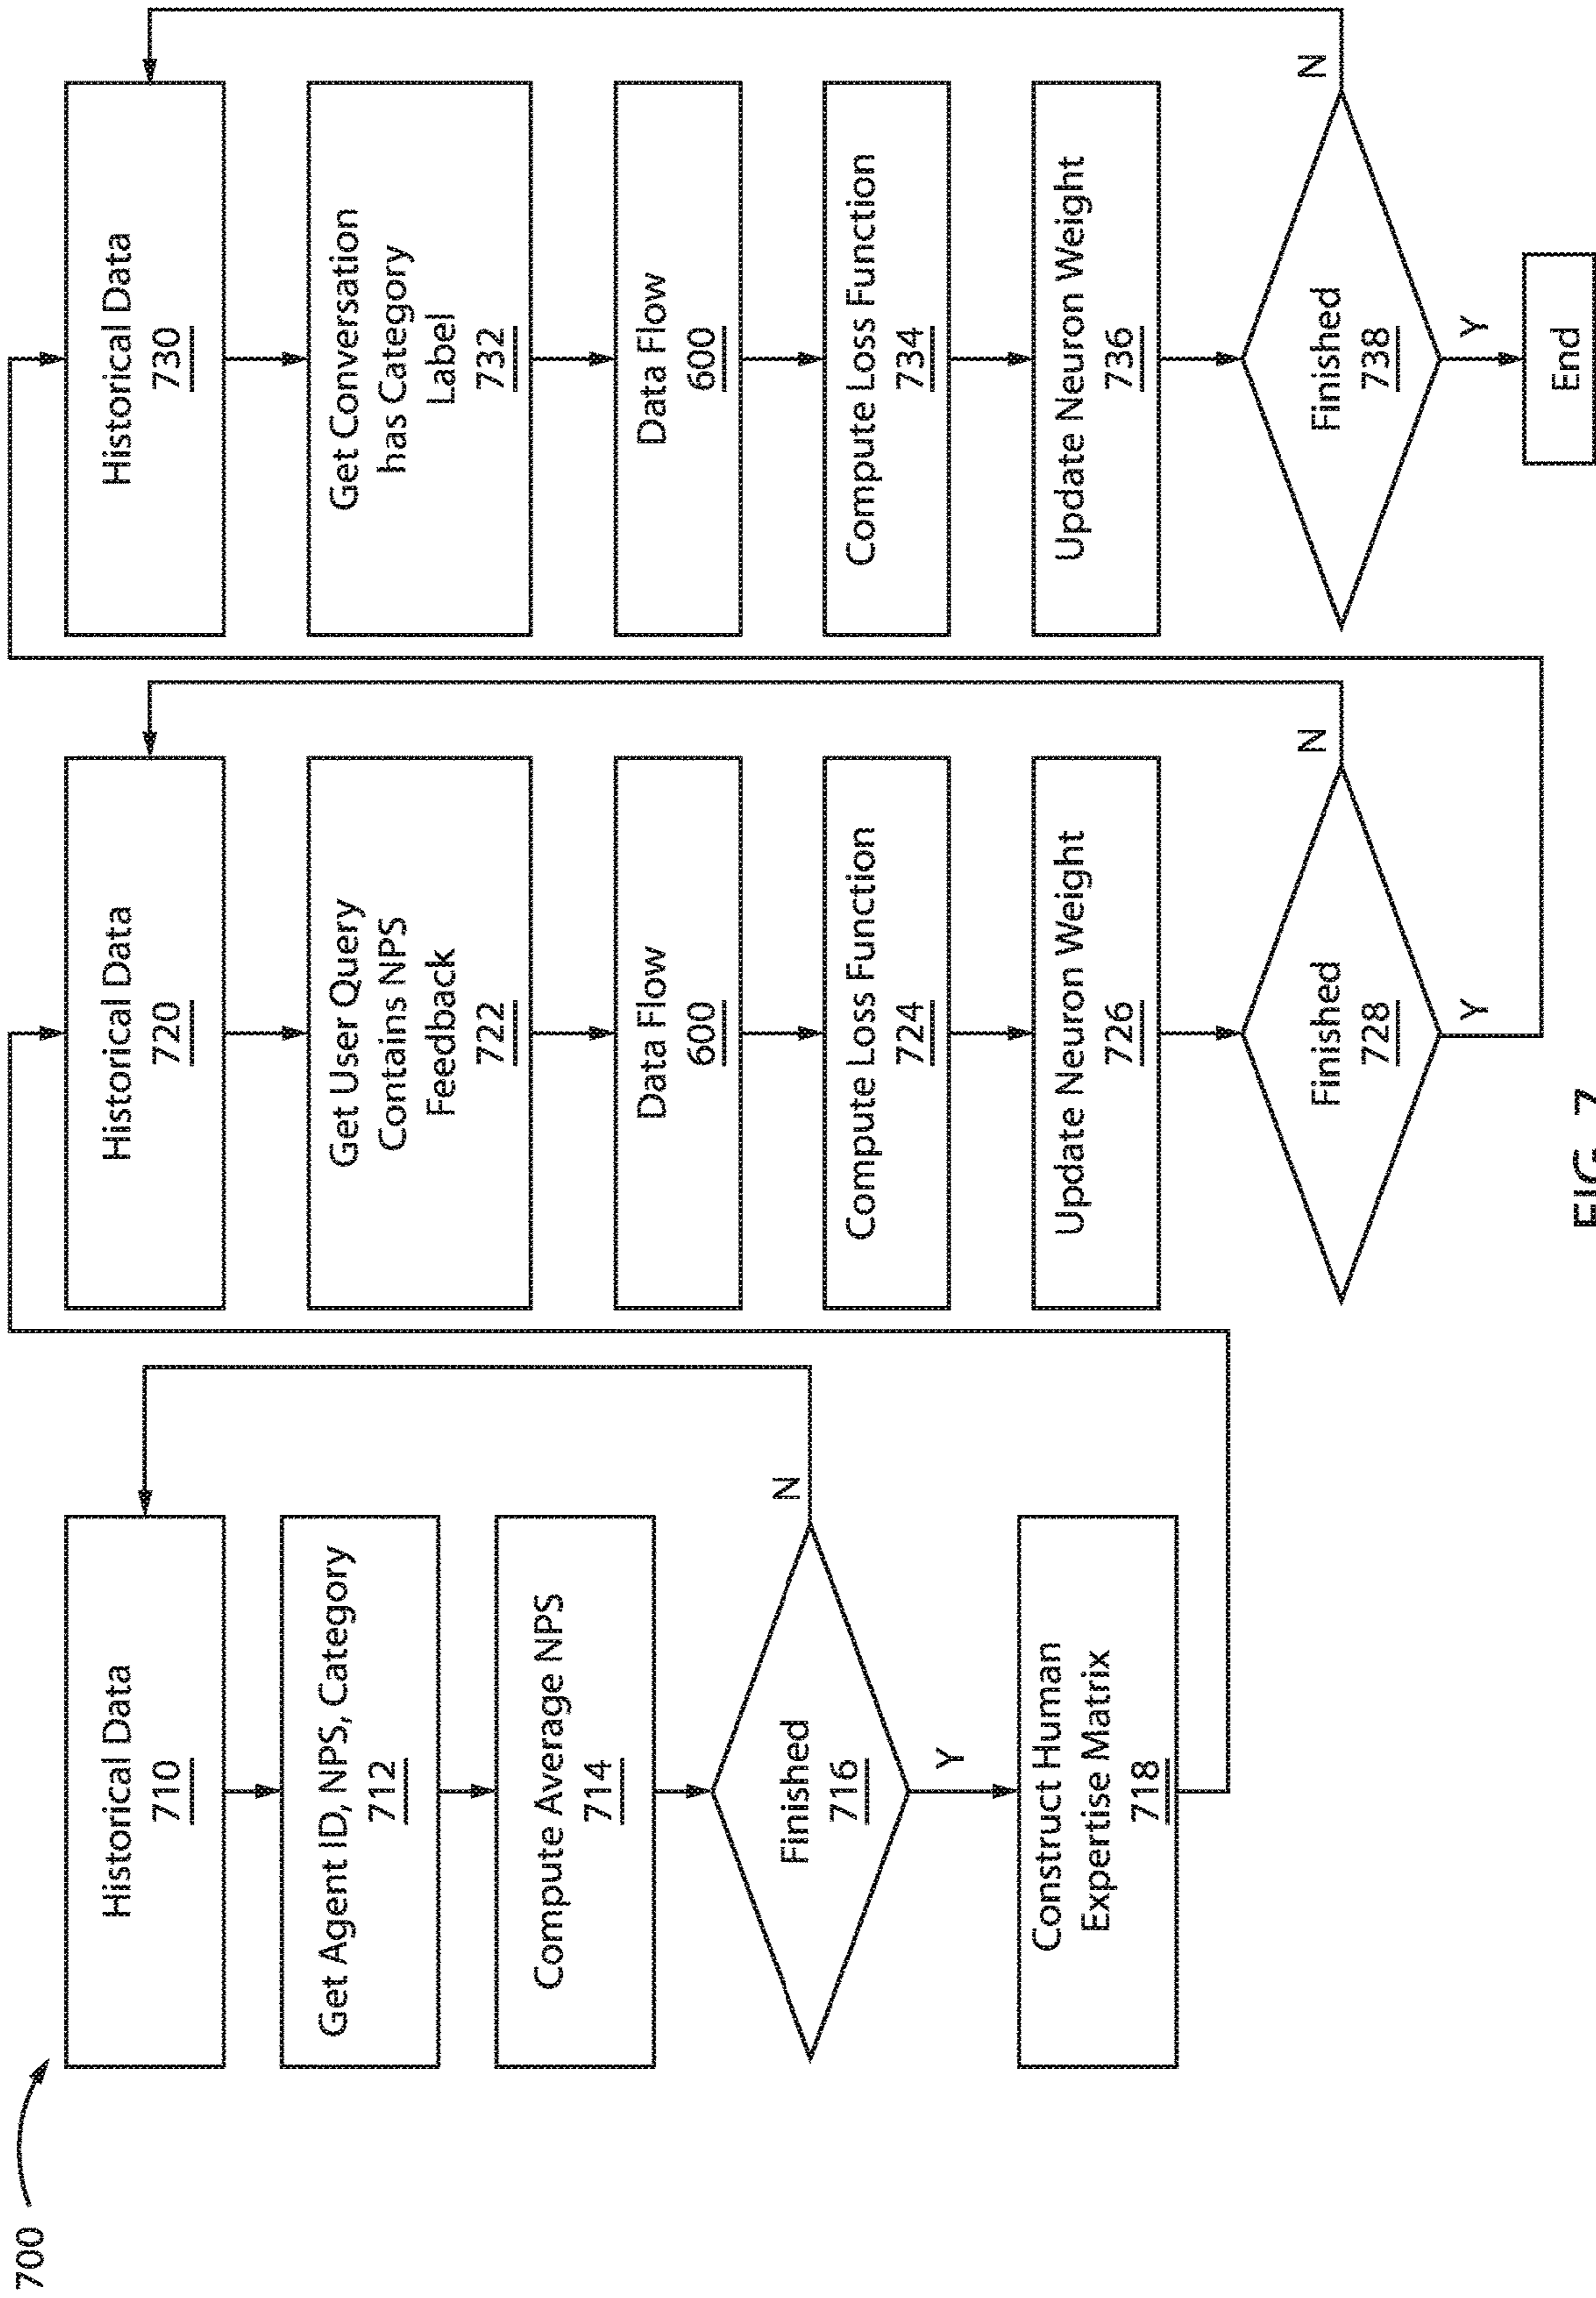 700
Historical Data
710
Get Agent ID, NPS, Category
712
Compute Average NPS
714
Finished
716
N
Y
Construct Human
Expertise Matrix
718
Historical Data
720
Get User Query
Contains NPS
Feedback
722
Data Flow
600
Compute Loss Function
724
Update Neuron Weight
726
Finished
728
N
Y
Historical Data
730
Get Conversation
has Category
Label
732
Data Flow
600
Compute Loss Function
734
Update Neuron Weight
736
Finished
738
N
Y
End
FIG. 7